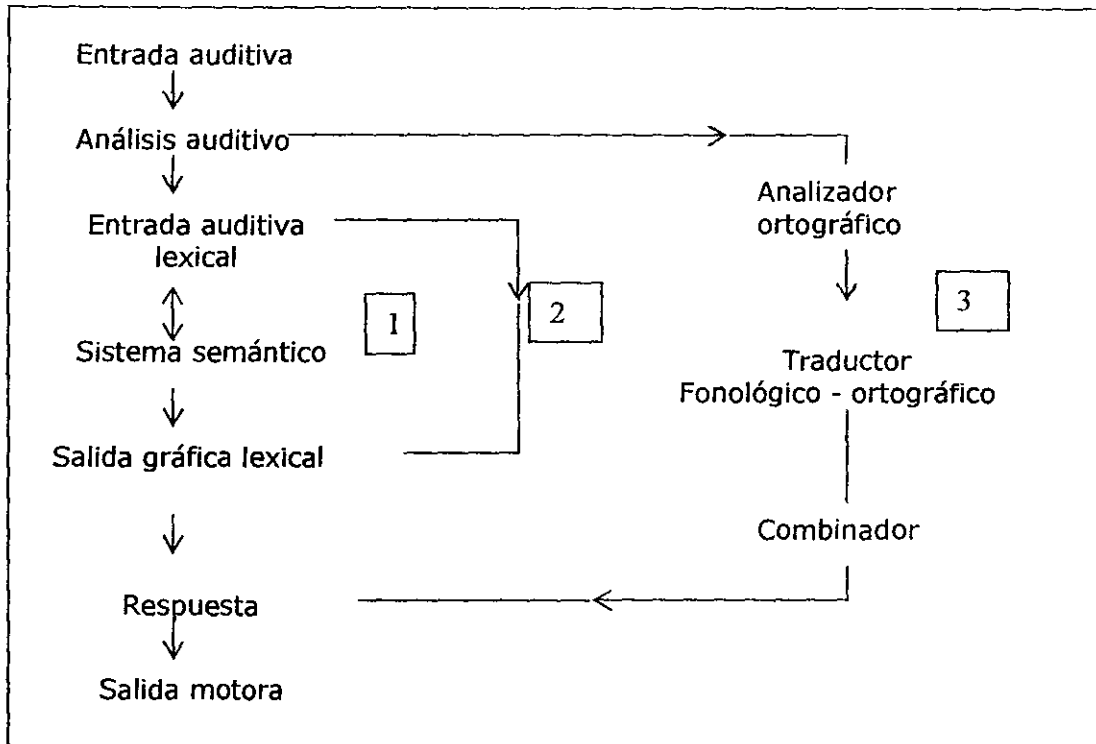 Entrada auditiva
Análisis auditivo
Entrada auditiva
lexical
1
Sistema semántico
Salida gráfica lexical
Respuesta
Salida motora
2
Analizador
ortográfico
3
Traductor
Fonológico - ortográfico
Combinador